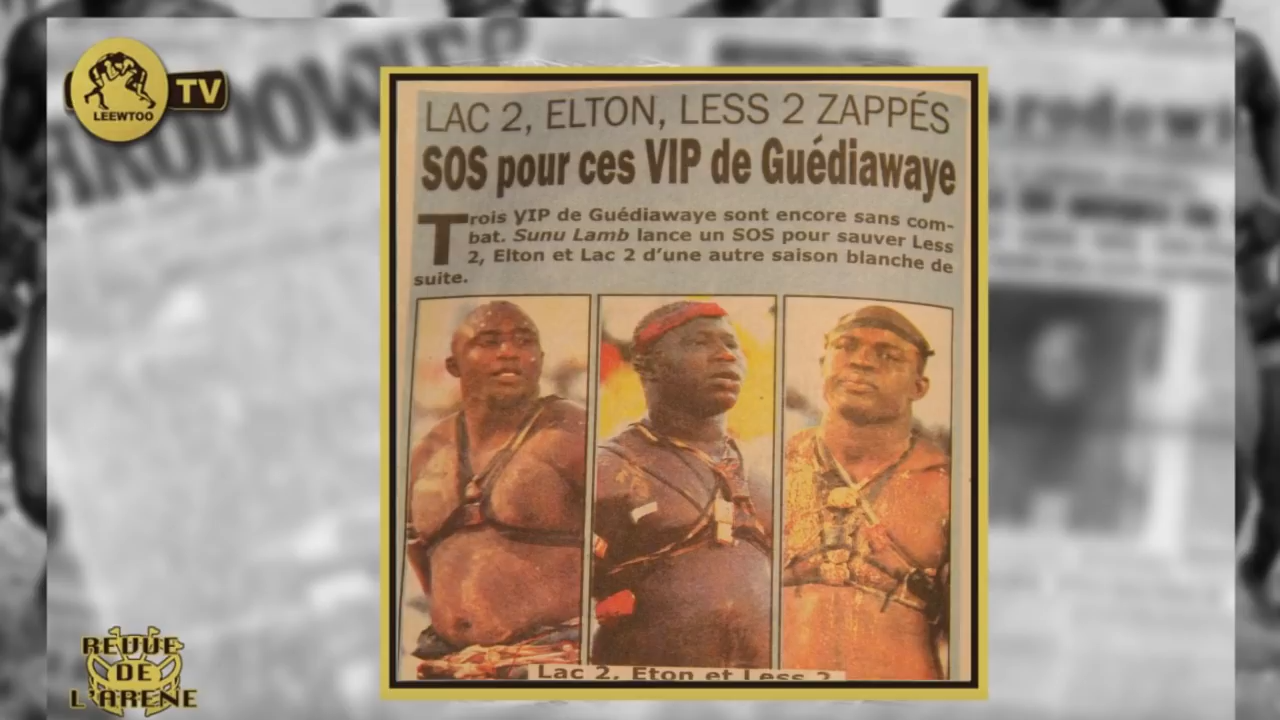 LEEWTOO
TV
LAC 2, ELTON, LESS 2 ZAPPÉS
SOS pour ces VIP de Guédiawaye
Trois VIP de Guédiawaye sont encore sans com-
bat. Sunu Lamb lance un SOS pour sauver Less
2, Elton et Lac 2 d'une autre saison blanche de
suite.
Lac 2, Eton et Less 2
REVUE
DE
L'ARENE